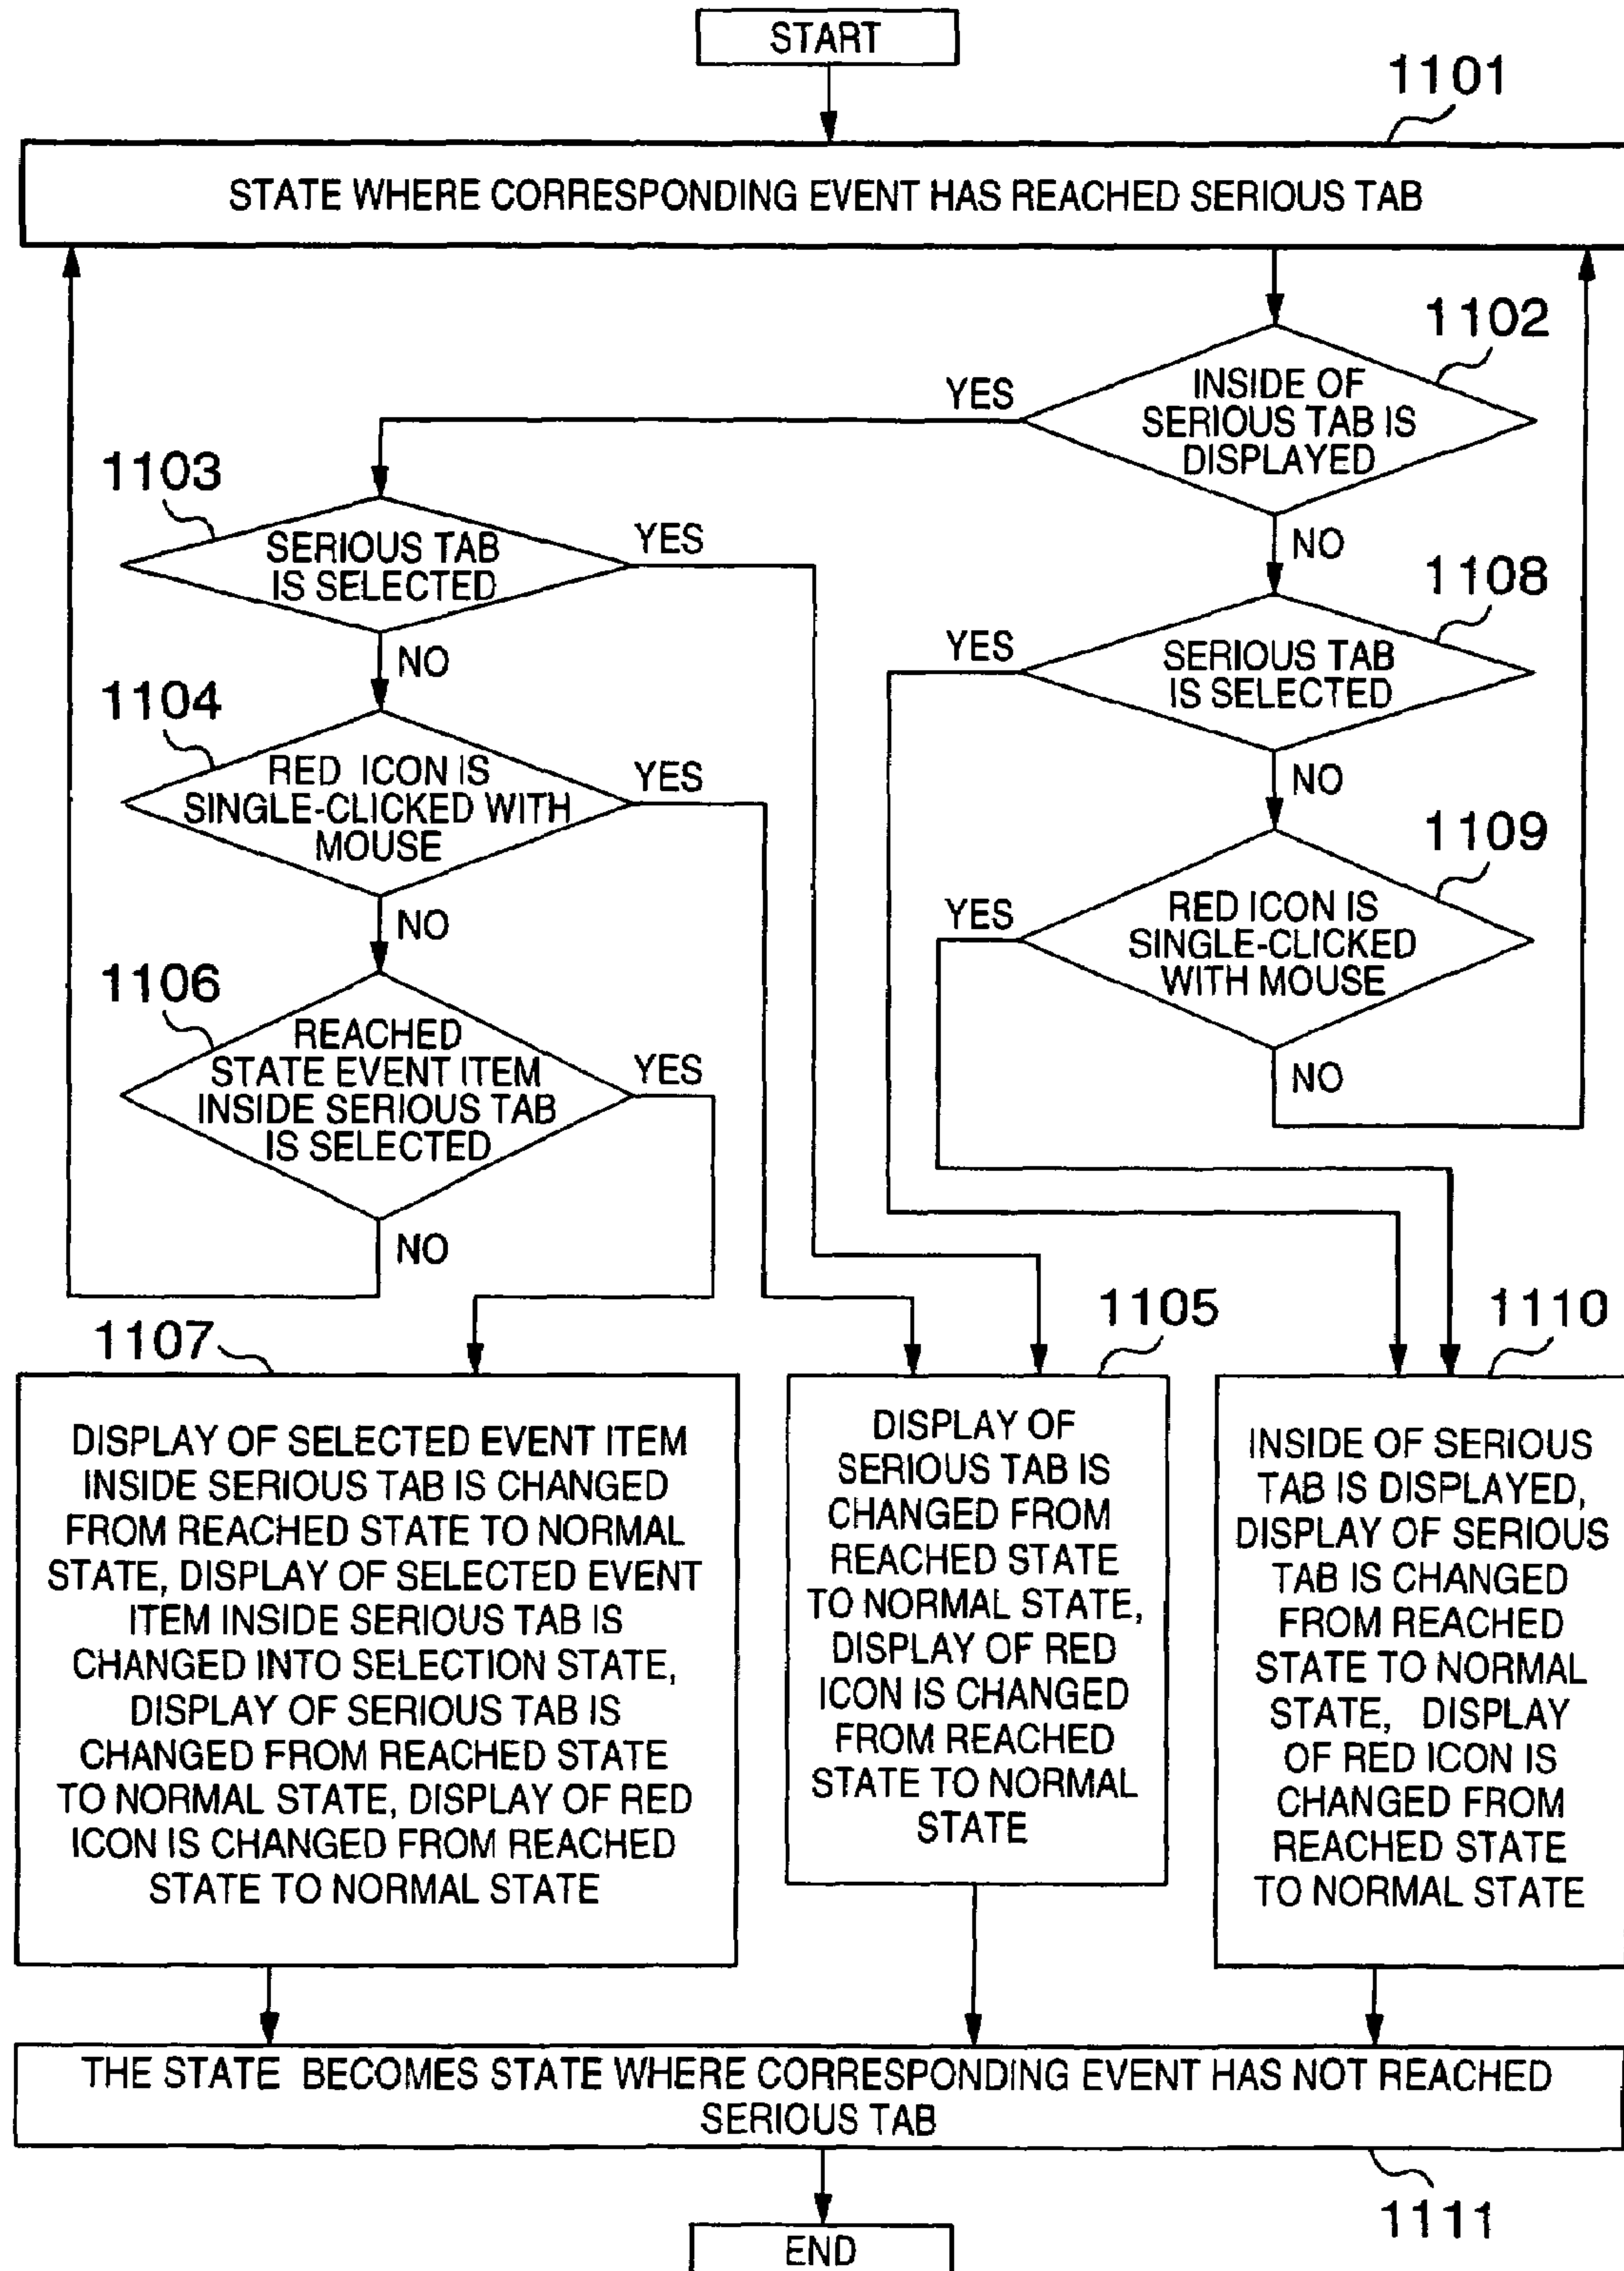 START
1101
STATE WHERE CORRESPONDING EVENT HAS REACHED SERIOUS TAB
1102
INSIDE OF
SERIOUS TAB IS
DISPLAYED
YES
NO
1103
SERIOUS TAB
IS SELECTED
YES
NO
1108
SERIOUS TAB
IS SELECTED
YES
NO
1104
RED ICON IS
SINGLE-CLICKED WITH
MOUSE
YES
NO
1109
RED ICON IS
SINGLE-CLICKED
WITH MOUSE
YES
NO
1106
REACHED
STATE EVENT ITEM
INSIDE SERIOUS TAB
IS SELECTED
YES
NO
1107
DISPLAY OF SELECTED EVENT ITEM
INSIDE SERIOUS TAB IS CHANGED
FROM REACHED STATE TO NORMAL
STATE, DISPLAY OF SELECTED EVENT
ITEM INSIDE SERIOUS TAB IS
CHANGED INTO SELECTION STATE,
DISPLAY OF SERIOUS TAB IS
CHANGED FROM REACHED STATE
TO NORMAL STATE, DISPLAY OF RED
ICON IS CHANGED FROM REACHED
STATE TO NORMAL STATE
1105
DISPLAY OF
SERIOUS TAB IS
CHANGED FROM
REACHED STATE
TO NORMAL STATE,
DISPLAY OF RED
ICON IS CHANGED
FROM REACHED
STATE TO NORMAL
STATE
1110
INSIDE OF SERIOUS
TAB IS DISPLAYED,
DISPLAY OF SERIOUS
TAB IS CHANGED
FROM REACHED
STATE TO NORMAL
STATE, DISPLAY
OF RED ICON IS
CHANGED FROM
REACHED STATE
TO NORMAL STATE
THE STATE BECOMES STATE WHERE CORRESPONDING EVENT HAS NOT REACHED
SERIOUS TAB
1111
END